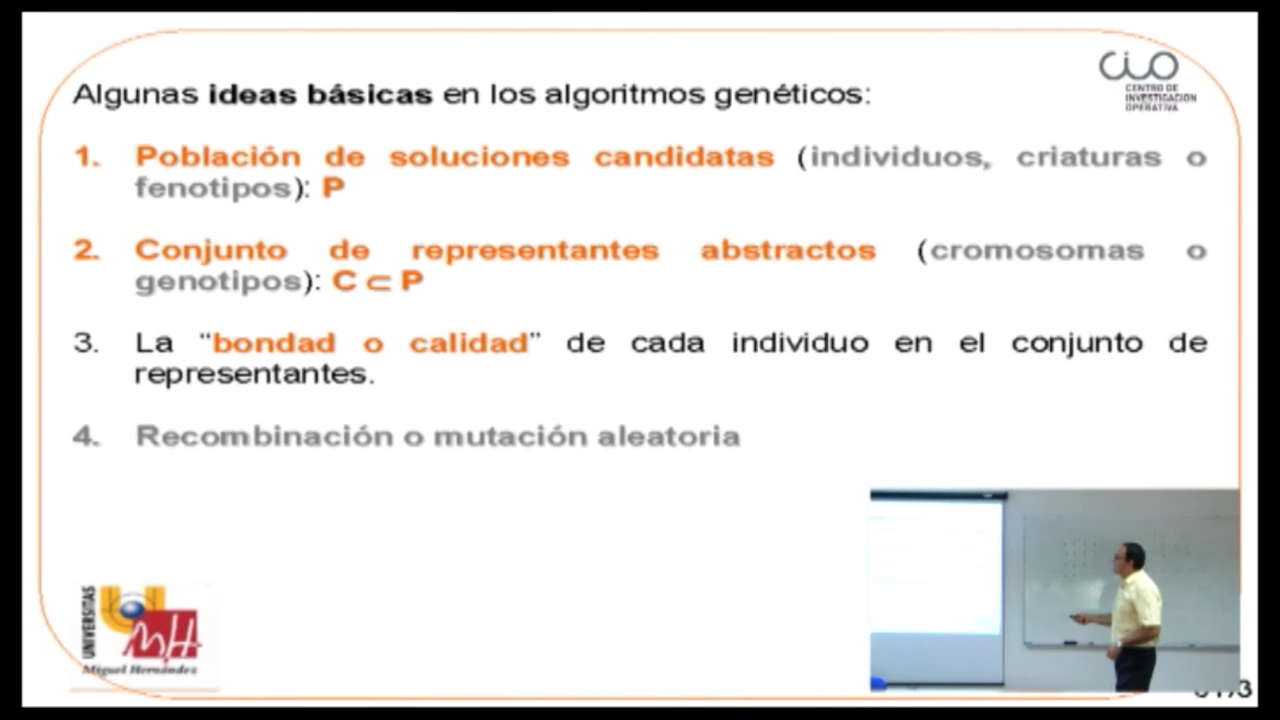 CIO
CENTRO DE
INVESTIGACIÓN
OPERATIVA
Algunas ideas básicas en los algoritmos genéticos:
1. Población de soluciones candidatas (individuos, criaturas o
fenotipos): P
2. Conjunto de representantes abstractos (cromosomas o
genotipos): C ⊂ P
3. La “bondad o calidad” de cada individuo en el conjunto de
representantes.
4. Recombinación o mutación aleatoria
UNIVERSITAS
Miguel Hernández